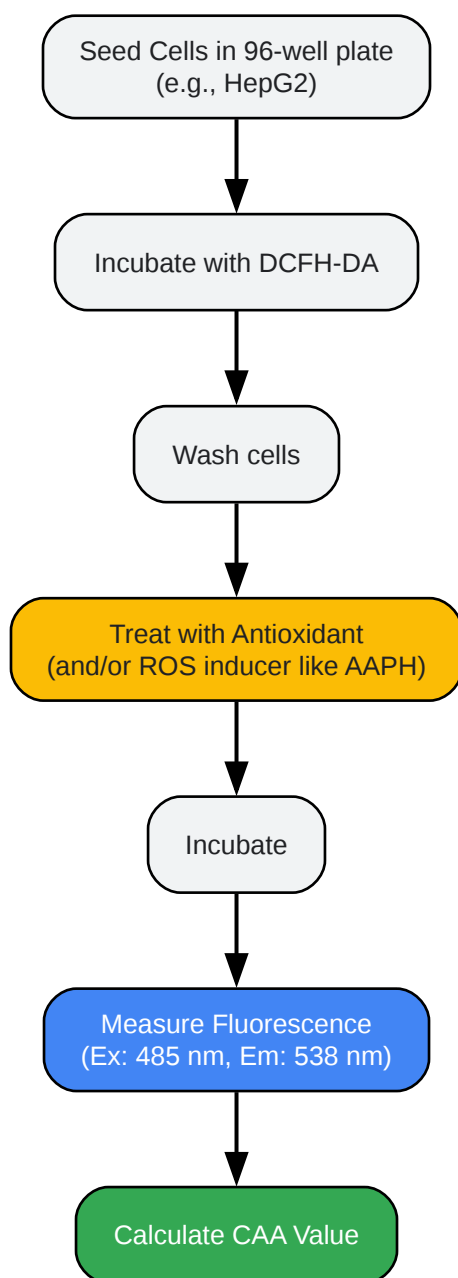 Seed Cells in 96-well plate
(e.g., HepG2)
Incubate with DCFH-DA
Wash cells
Treat with Antioxidant
(and/or ROS inducer like AAPH)
Incubate
Measure Fluorescence
(Ex: 485 nm, Em: 538 nm)
Calculate CAA Value